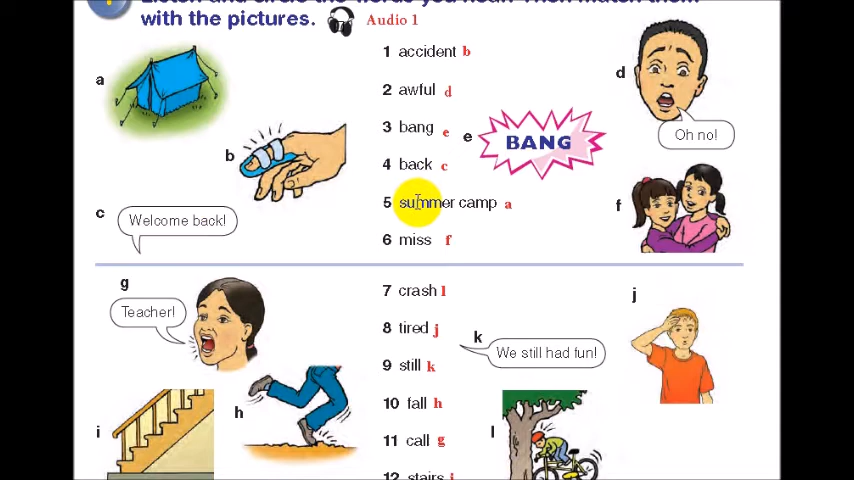 with the pictures. Audio 1
a
1 accident b
d
2 awful d
Oh no!
3 bang e
e BANG
b
4 back c
c
Welcome back!
5 summer camp a
f
6 miss f
g
Teacher!
7 crash l
j
8 tired j
k
We still had fun!
9 still k
10 fall h
h
i
11 call g
l
12 stairs i